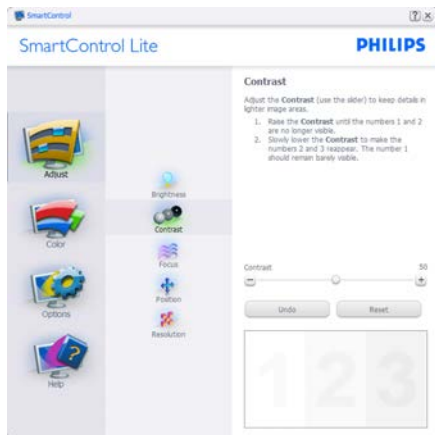 SmartControl
SmartControl Lite
PHILIPS
Adjust
Color
Options
Help
Brightness
Contrast
Focus
Position
Resolution
Contrast
Adjust the Contrast (use the slider) to keep details in
lighter image areas.
1. Raise the Contrast until the numbers 1 and 2
are no longer visible.
2. Slowly lower the Contrast to make the
numbers 2 and 3 reappear. The number 1
should remain barely visible.
Contrast 50
Undo Reset
1 2 3